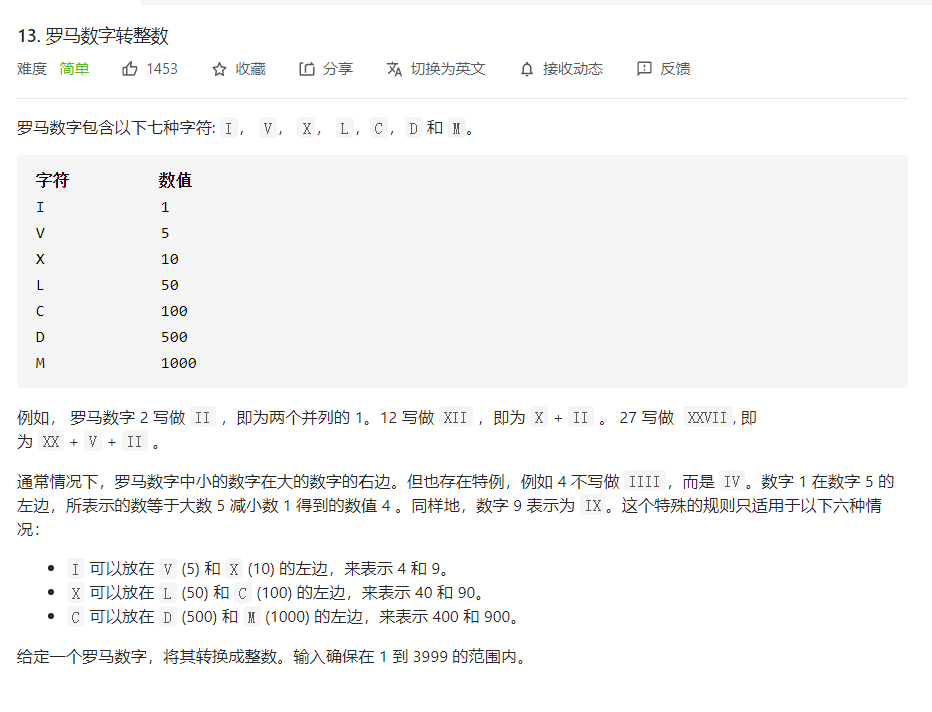 13. 罗马数字转整数
难度 简单 1453 收藏 分享 切换为英文 接收动态 反馈
罗马数字包含以下七种字符: I， V， X， L，C，D 和 M。
字符 数值
I 1
V 5
X 10
L 50
C 100
D 500
M 1000
例如， 罗马数字 2 写做 II ，即为两个并列的 1。12 写做 XII ，即为 X + II 。 27 写做 XXVII, 即
为 XX + V + II 。
通常情况下，罗马数字中小的数字在大的数字的右边。但也存在特例，例如 4 不写做 IIII，而是 IV。数字 1 在数字 5 的
左边，所表示的数等于大数 5 减小数 1 得到的数值 4 。同样地，数字 9 表示为 IX。这个特殊的规则只适用于以下六种情
况：
• I 可以放在 V (5) 和 X (10) 的左边，来表示 4 和 9。
• X 可以放在 L (50) 和 C (100) 的左边，来表示 40 和 90。
• C 可以放在 D (500) 和 M (1000) 的左边，来表示 400 和 900。
给定一个罗马数字，将其转换成整数。输入确保在 1 到 3999 的范围内。